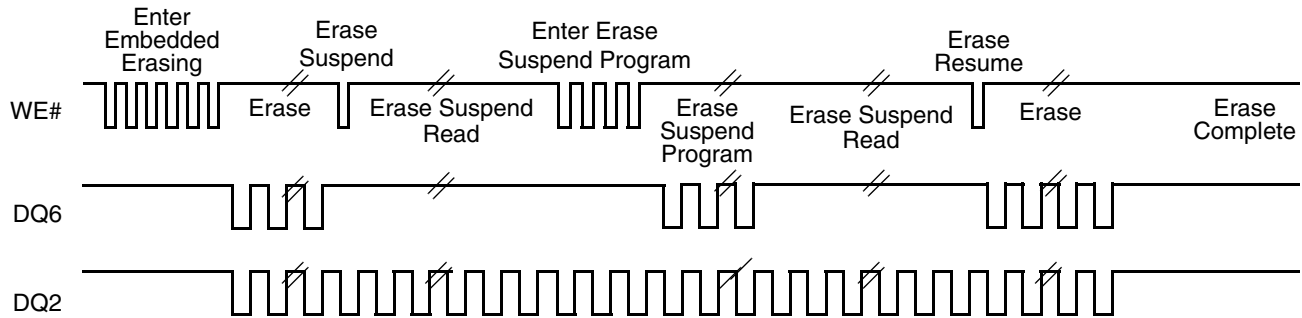 Enter
Embedded
Erasing
Erase
Suspend
Enter Erase
Suspend Program
Erase
Resume
WE#
Erase
Erase Suspend
Read
Erase
Suspend
Program
Erase Suspend
Read
Erase
Erase
Complete
DQ6
DQ2